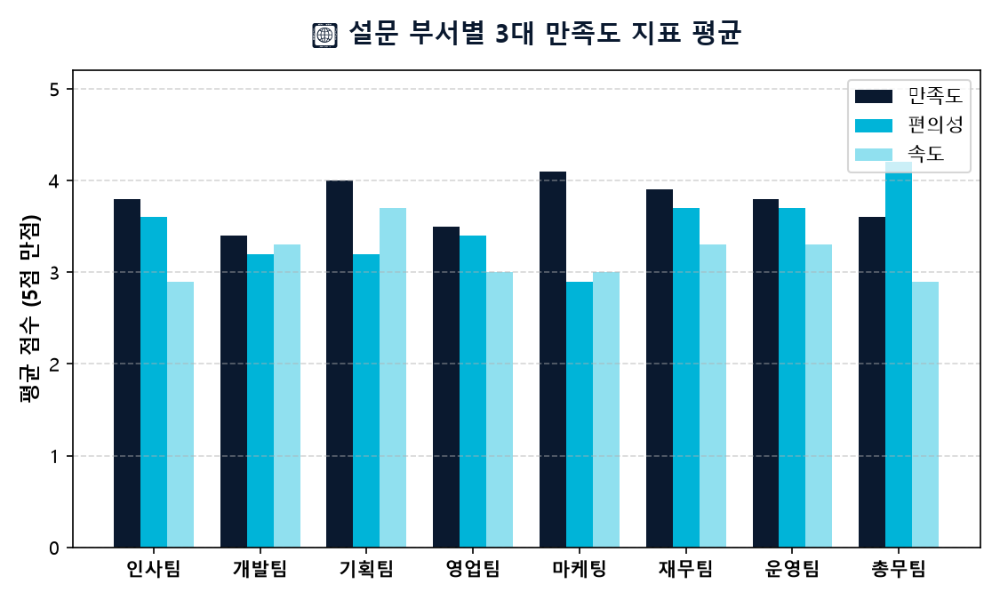 설문 부서별 3대 만족도 지표 평균
만족도
편의성
속도
평균 점수 (5점 만점)
5
4
3
2
1
0
인사팀 개발팀 기획팀 영업팀 마케팅 재무팀 운영팀 총무팀